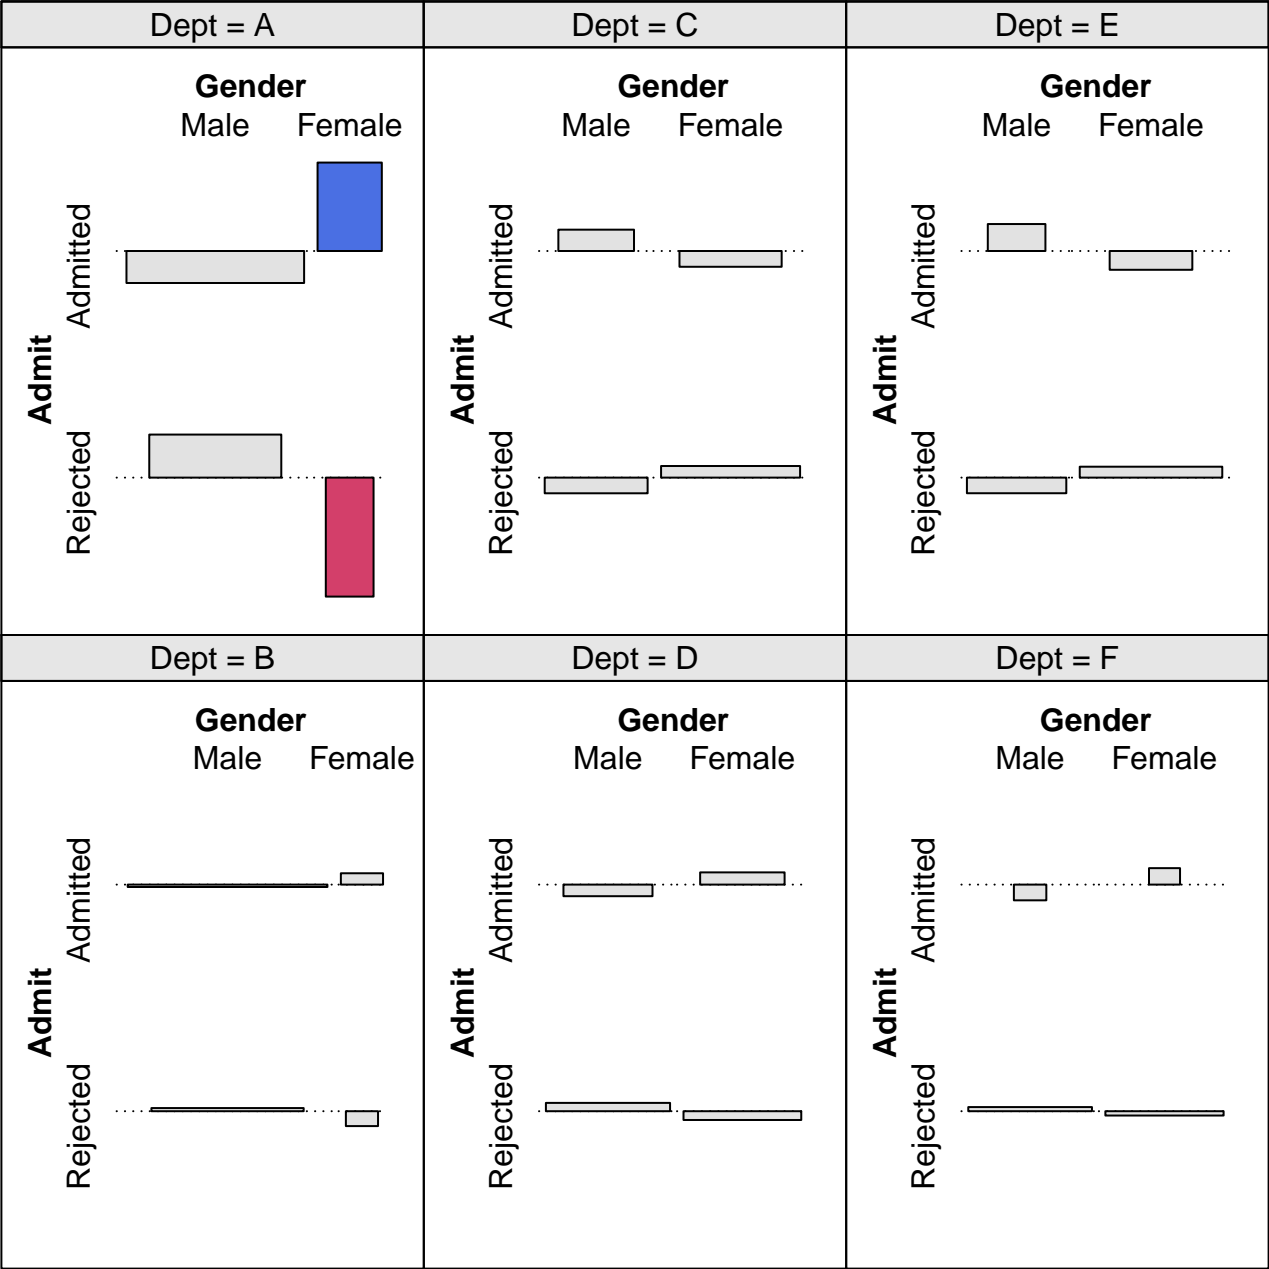 Dept = A
Gender
Male Female
Admitted
Admit
Rejected
Dept = C
Gender
Male Female
Admitted
Admit
Rejected
Dept = E
Gender
Male Female
Admitted
Admit
Rejected
Dept = B
Gender
Male Female
Admitted
Admit
Rejected
Dept = D
Gender
Male Female
Admitted
Admit
Rejected
Dept = F
Gender
Male Female
Admitted
Admit
Rejected